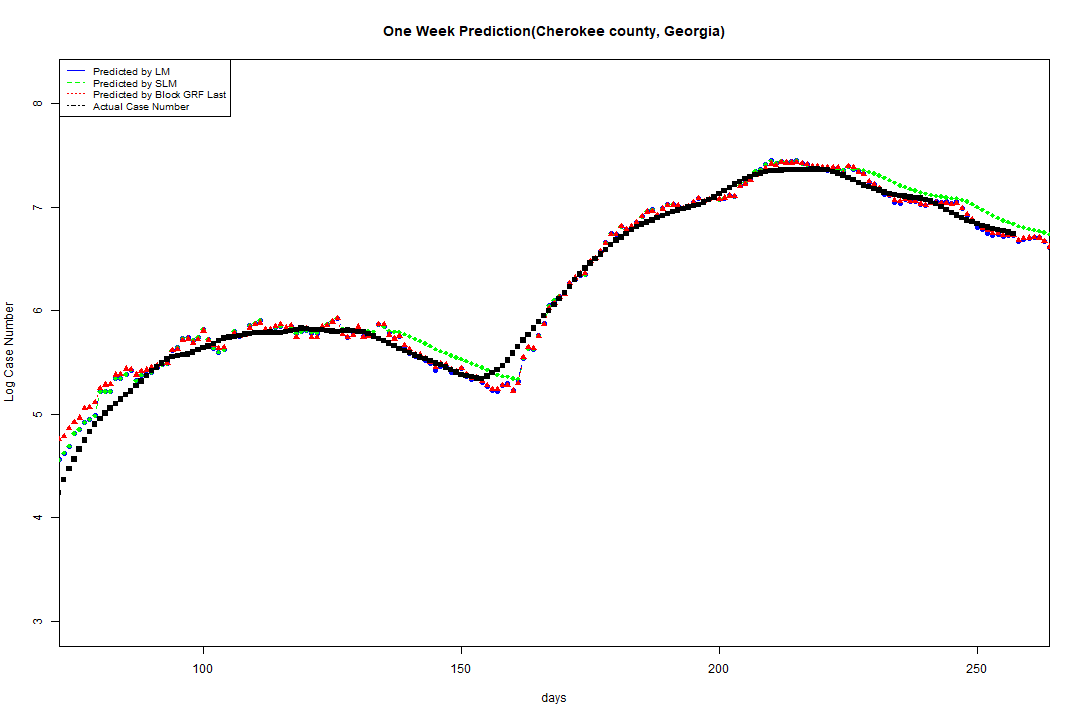 One Week Prediction(Cherokee county, Georgia)
Predicted by LM
Predicted by SLM
Predicted by Block GRF Last
Actual Case Number
8
7
6
5
4
3
Log Case Number
100
150
200
250
days